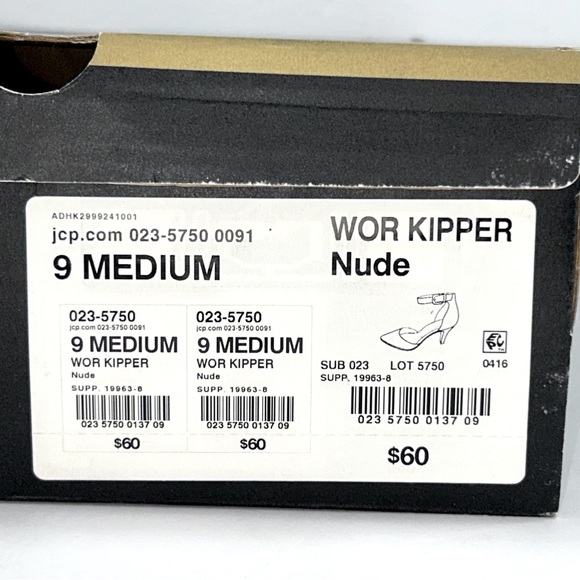 ADHK2999241001
jcp.com 023-5750 0091
9 MEDIUM
WOR KIPPER
Nude
023-5750
jcp.com 023-5750 0091
9 MEDIUM
WOR KIPPER
Nude
SUPP. 19963-8
023 5750 0137 09
$60
023-5750
jcp.com 023-5750 0091
9 MEDIUM
WOR KIPPER
Nude
SUPP. 19963-8
023 5750 0137 09
$60
SUB 023 LOT 5750
SUPP. 19963-8
0416
023 5750 0137 09
$60